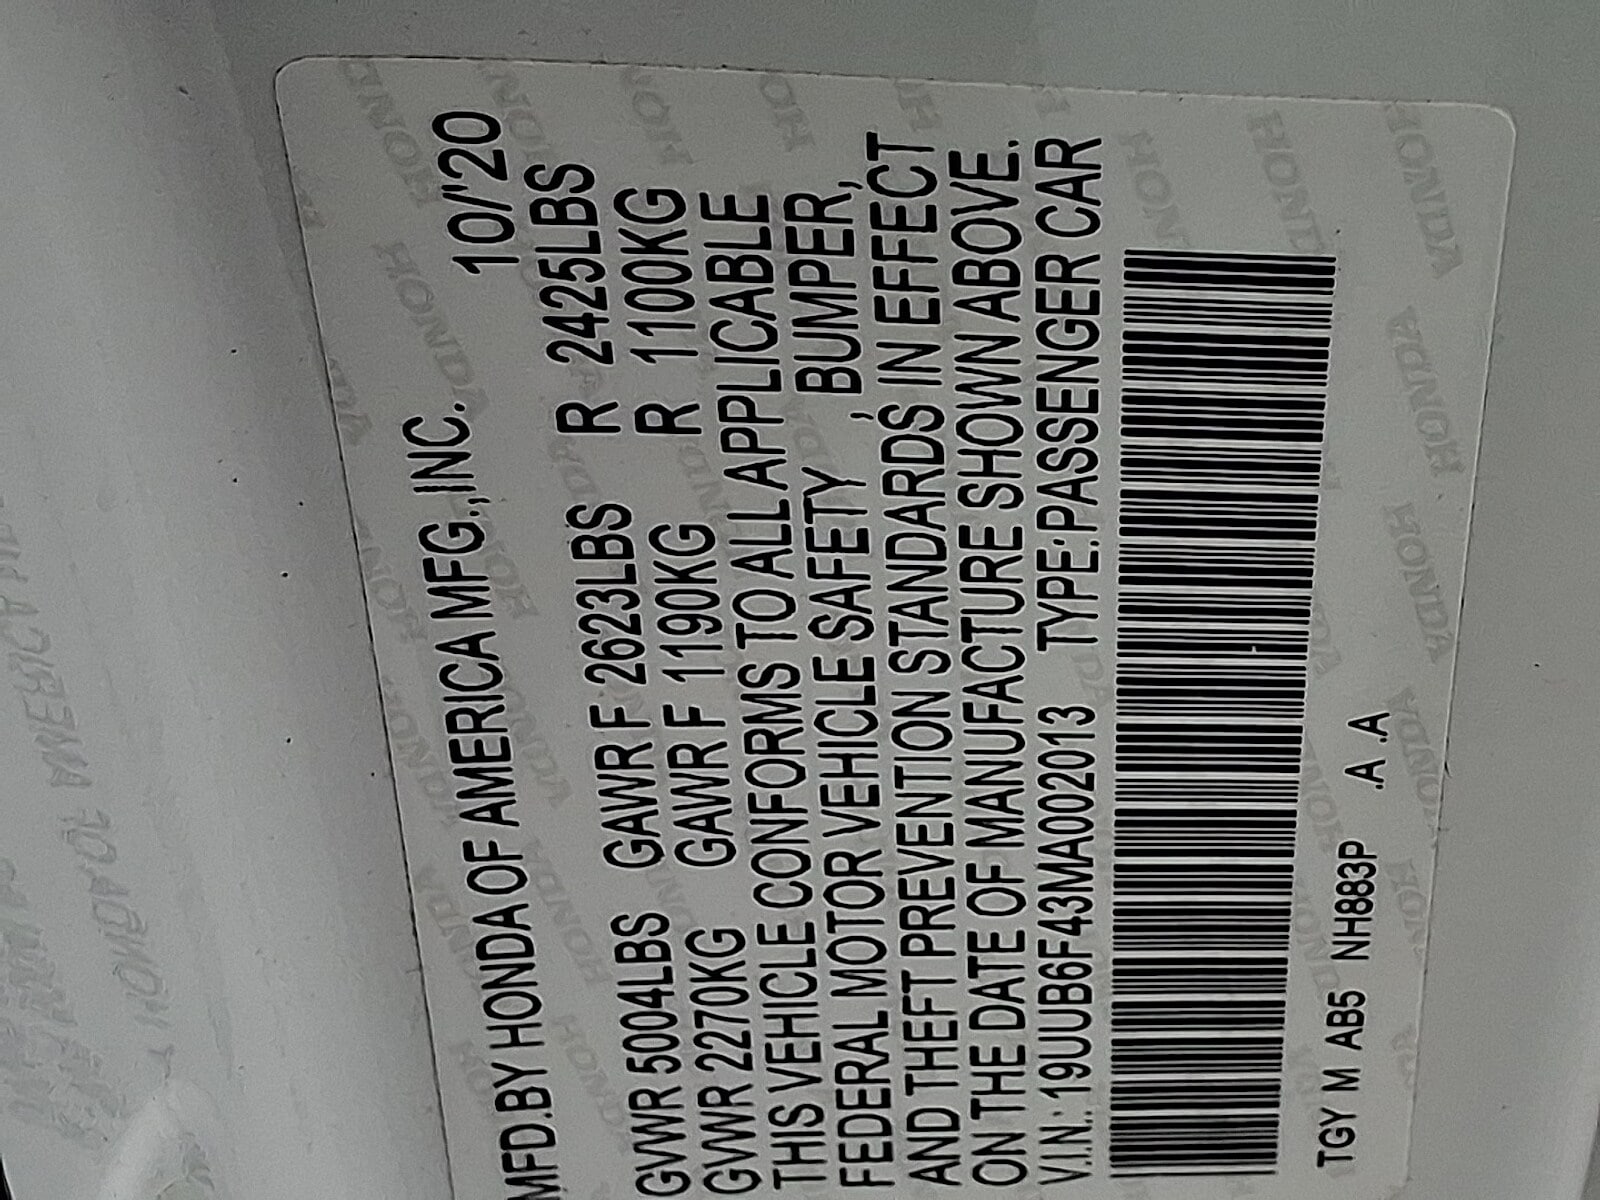 MFD.BY HONDA OF AMERICA MFG.,INC. 10/'20
GVWR 5004LBS GAWR F 2623LBS R 2425LBS
GVWR 2270KG GAWR F 1190KG R 1100KG
THIS VEHICLE CONFORMS TO ALL APPLICABLE
FEDERAL MOTOR VEHICLE SAFETY , BUMPER,
AND THEFT PREVENTION STANDARDS IN EFFECT
ON THE DATE OF MANUFACTURE SHOWN ABOVE.
V.I.N.: 19UUB6F43MA002013 TYPE:PASSENGER CAR
TGY M AB5 NH883P .A .A